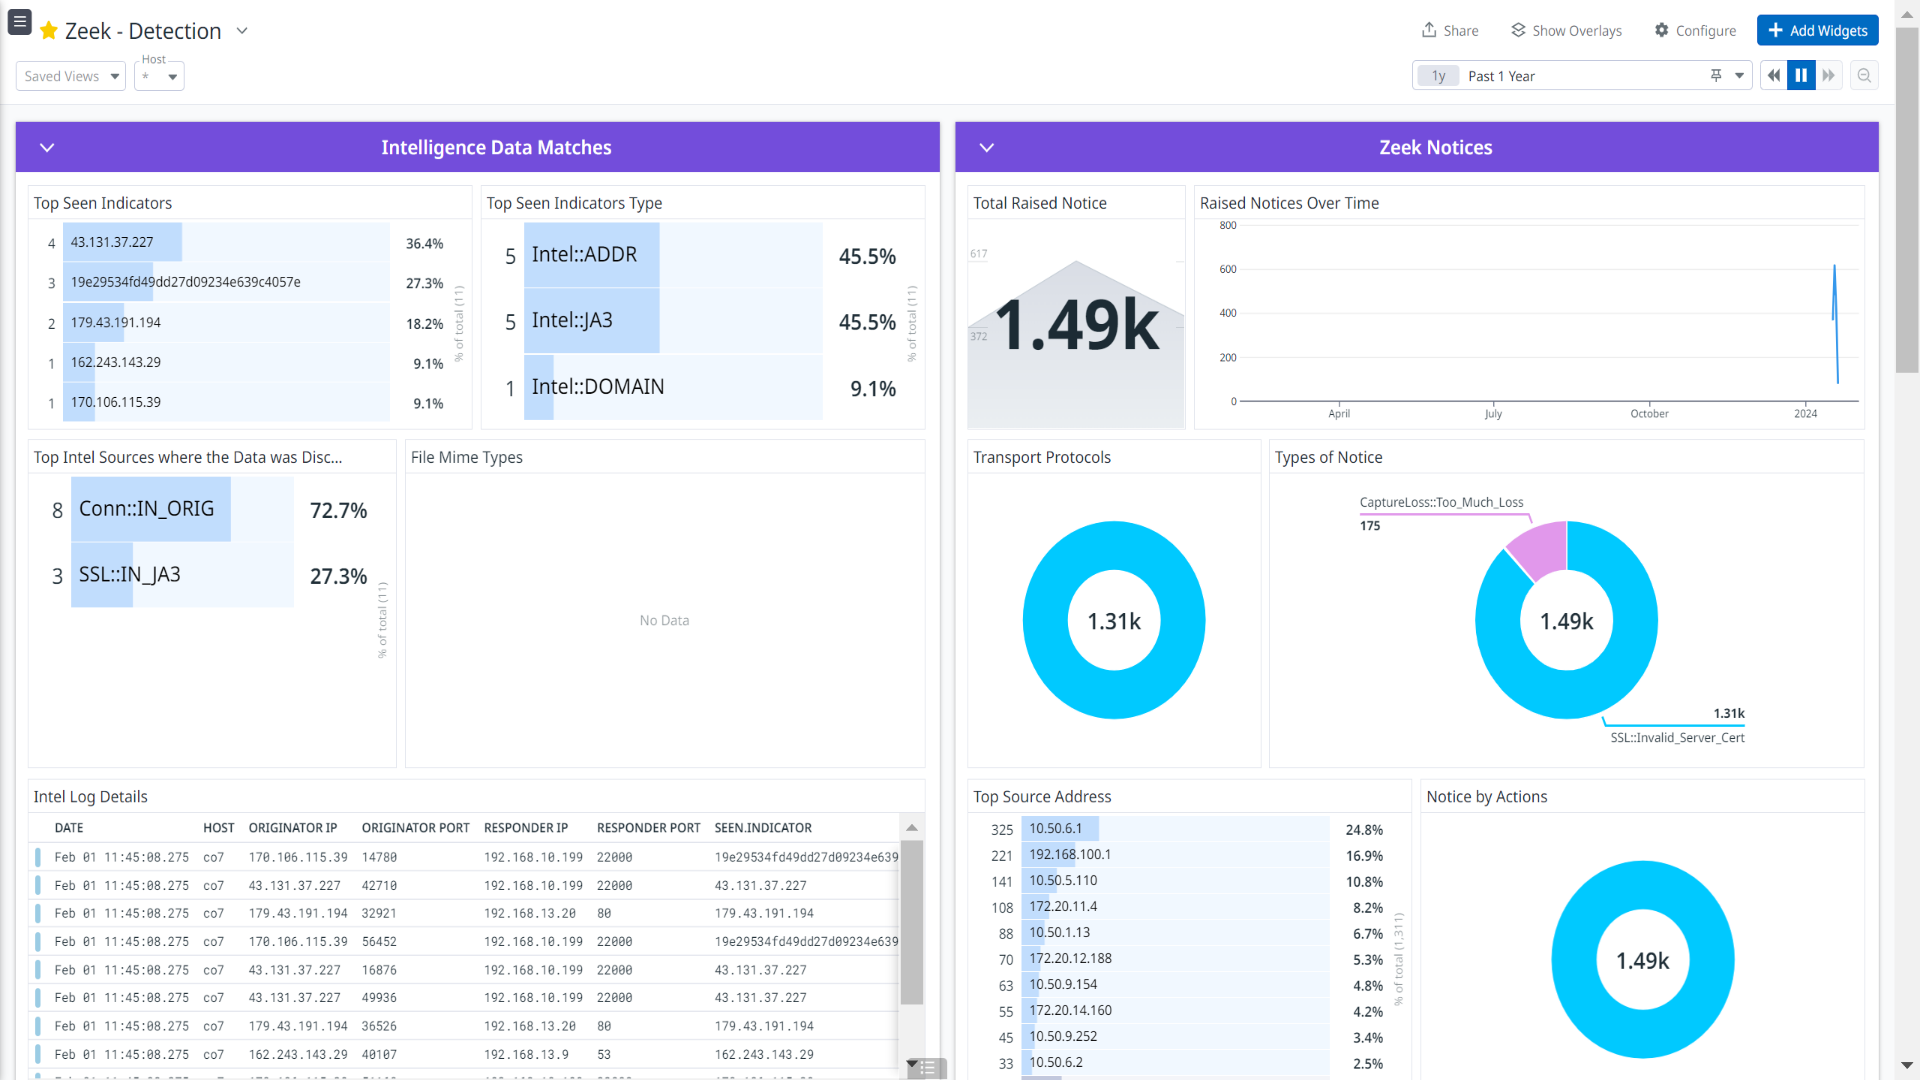 Zeek - Detection
Share
Show Overlays
Configure
Add Widgets
Saved Views
Host
*
1y
Past 1 Year
Intelligence Data Matches
Top Seen Indicators
4 43.131.37.227 36.4%
3 19e29534fd49dd27d09234e639c4057e 27.3%
2 179.43.191.194 18.2%
1 162.243.143.29 9.1%
1 170.106.115.39 9.1%
% of total (11)
Top Seen Indicators Type
5 Intel::ADDR 45.5%
5 Intel::JA3 45.5%
1 Intel::DOMAIN 9.1%
% of total (11)
Top Intel Sources where the Data was Disc...
8 Conn::IN_ORIG 72.7%
3 SSL::IN_JA3 27.3%
% of total (11)
File Mime Types
No Data
Intel Log Details
DATE HOST ORIGINATOR IP ORIGINATOR PORT RESPONDER IP RESPONDER PORT SEEN.INDICATOR
Feb 01 11:45:08.275 co7 170.106.115.39 14780 192.168.10.199 22000 19e29534fd49dd27d09234e639
Feb 01 11:45:08.275 co7 43.131.37.227 42710 192.168.10.199 22000 43.131.37.227
Feb 01 11:45:08.275 co7 179.43.191.194 32921 192.168.13.20 80 179.43.191.194
Feb 01 11:45:08.275 co7 170.106.115.39 56452 192.168.10.199 22000 19e29534fd49dd27d09234e639
Feb 01 11:45:08.275 co7 43.131.37.227 16876 192.168.10.199 22000 43.131.37.227
Feb 01 11:45:08.275 co7 43.131.37.227 49936 192.168.10.199 22000 43.131.37.227
Feb 01 11:45:08.275 co7 179.43.191.194 36526 192.168.13.20 80 179.43.191.194
Feb 01 11:45:08.275 co7 162.243.143.29 40107 192.168.13.9 53 162.243.143.29
Zeek Notices
Total Raised Notice
617
372
1.49k
Raised Notices Over Time
800
600
400
200
0
April July October 2024
Transport Protocols
1.31k
Types of Notice
CaptureLoss::Too_Much_Loss
175
1.49k
1.31k
SSL::Invalid_Server_Cert
Top Source Address
325 10.50.6.1 24.8%
221 192.168.100.1 16.9%
141 10.50.5.110 10.8%
108 172.20.11.4 8.2%
88 10.50.1.13 6.7%
70 172.20.12.188 5.3%
63 10.50.9.154 4.8%
55 172.20.14.160 4.2%
45 10.50.9.252 3.4%
33 10.50.6.2 2.5%
% of total (1,311)
Notice by Actions
1.49k